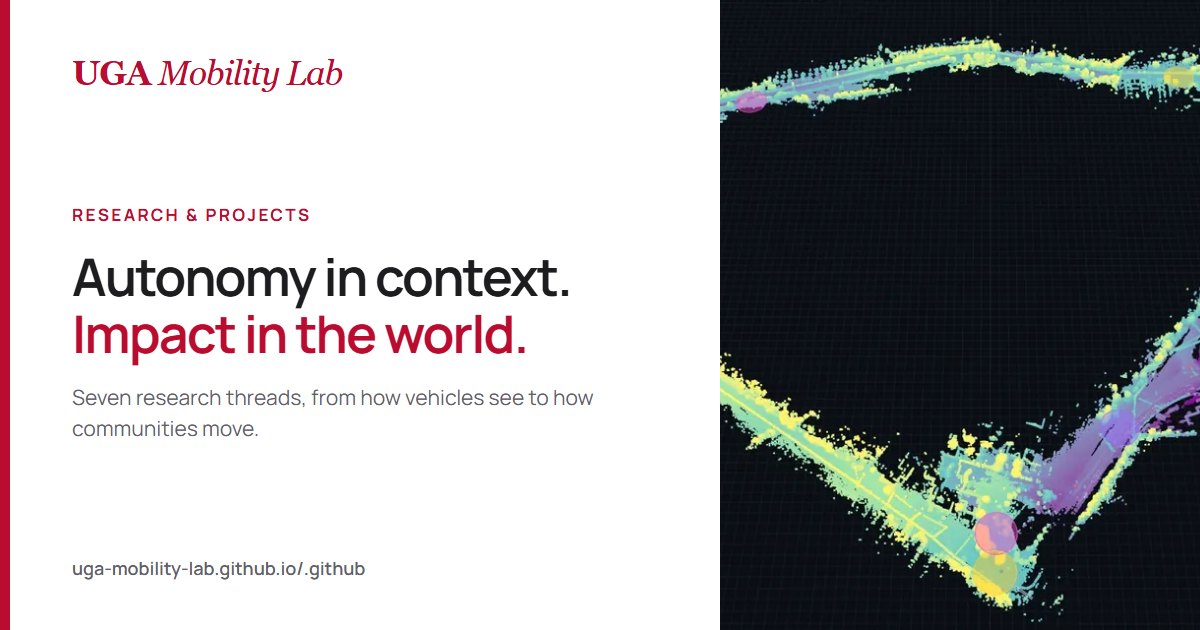 UGA Mobility Lab
RESEARCH & PROJECTS
Autonomy in context.
Impact in the world.
Seven research threads, from how vehicles see to how
communities move.
uga-mobility-lab.github.io/.github